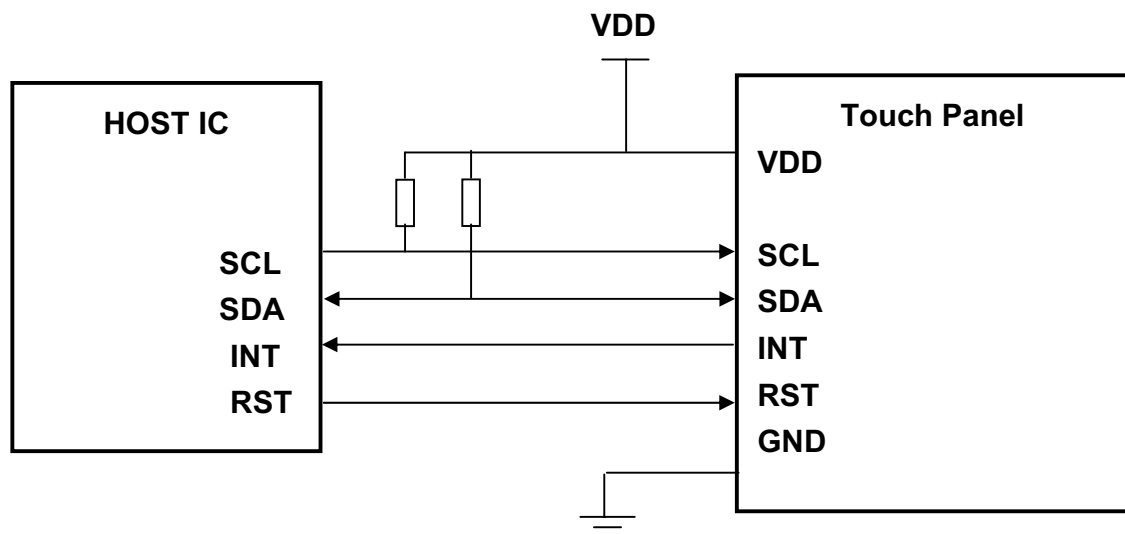 VDD
HOST IC
SCL
SDA
INT
RST
Touch Panel
VDD
SCL
SDA
INT
RST
GND